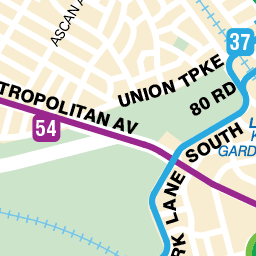 ASCAN A
37
UNION TPKE
80 RD
TROPOLITAN AV
54
SOUTH
RK LANE
L
K
GARD